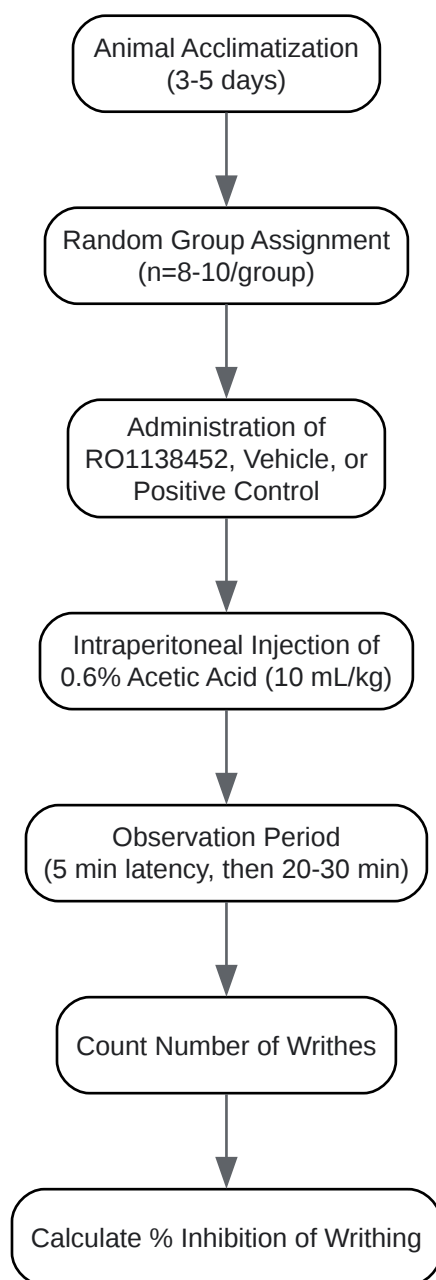 Animal Acclimatization
(3-5 days)
Random Group Assignment
(n=8-10/group)
Administration of
RO1138452, Vehicle, or
Positive Control
Intraperitoneal Injection of
0.6% Acetic Acid (10 mL/kg)
Observation Period
(5 min latency, then 20-30 min)
Count Number of Writhes
Calculate % Inhibition of Writhing